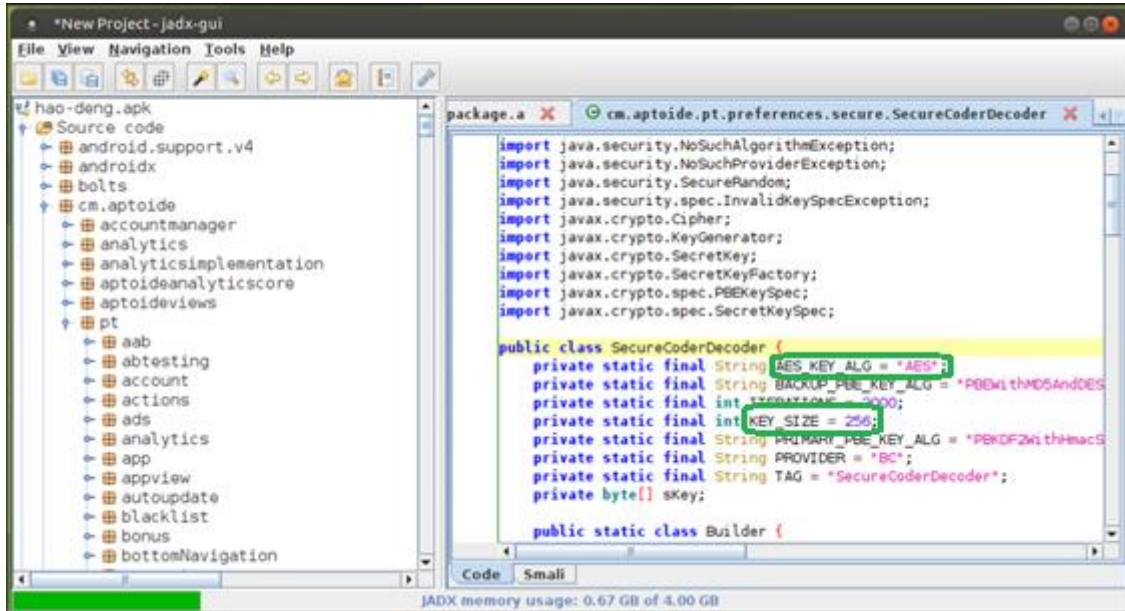 *New Project - jadx-gui
File View Navigation Tools Help
hao-deng.apk
Source code
android.support.v4
androidx
bolts
cm.aptoide
accountmanager
analytics
analyticsimplementation
aptoideanalyticscore
aptoideviews
pt
aab
abtesting
account
actions
ads
analytics
app
appview
autoupdate
blacklist
bonus
bottomNavigation
package.a cm.aptoide.pt.preferences.secure.SecureCoderDecoder
import java.security.NoSuchAlgorithmException;
import java.security.NoSuchProviderException;
import java.security.SecureRandom;
import java.security.spec.InvalidKeySpecException;
import javax.crypto.Cipher;
import javax.crypto.KeyGenerator;
import javax.crypto.SecretKey;
import javax.crypto.SecretKeyFactory;
import javax.crypto.spec.PBEKeySpec;
import javax.crypto.spec.SecretKeySpec;
public class SecureCoderDecoder {
private static final String AES_KEY_ALG = "AES";
private static final String BACKUP_PBE_KEY_ALG = "PBEWithMD5AndDES
private static final int ITERATIONS =
private static final int KEY_SIZE = 256;
private static final String PRIMARY_PBE_KEY_ALG = "PBKDF2WithHmacS
private static final String PROVIDER = "BC";
private static final String TAG = "SecureCoderDecoder";
private byte[] sKey;
public static class Builder {
Code Smali
JADX memory usage: 0.67 GB of 4.00 GB